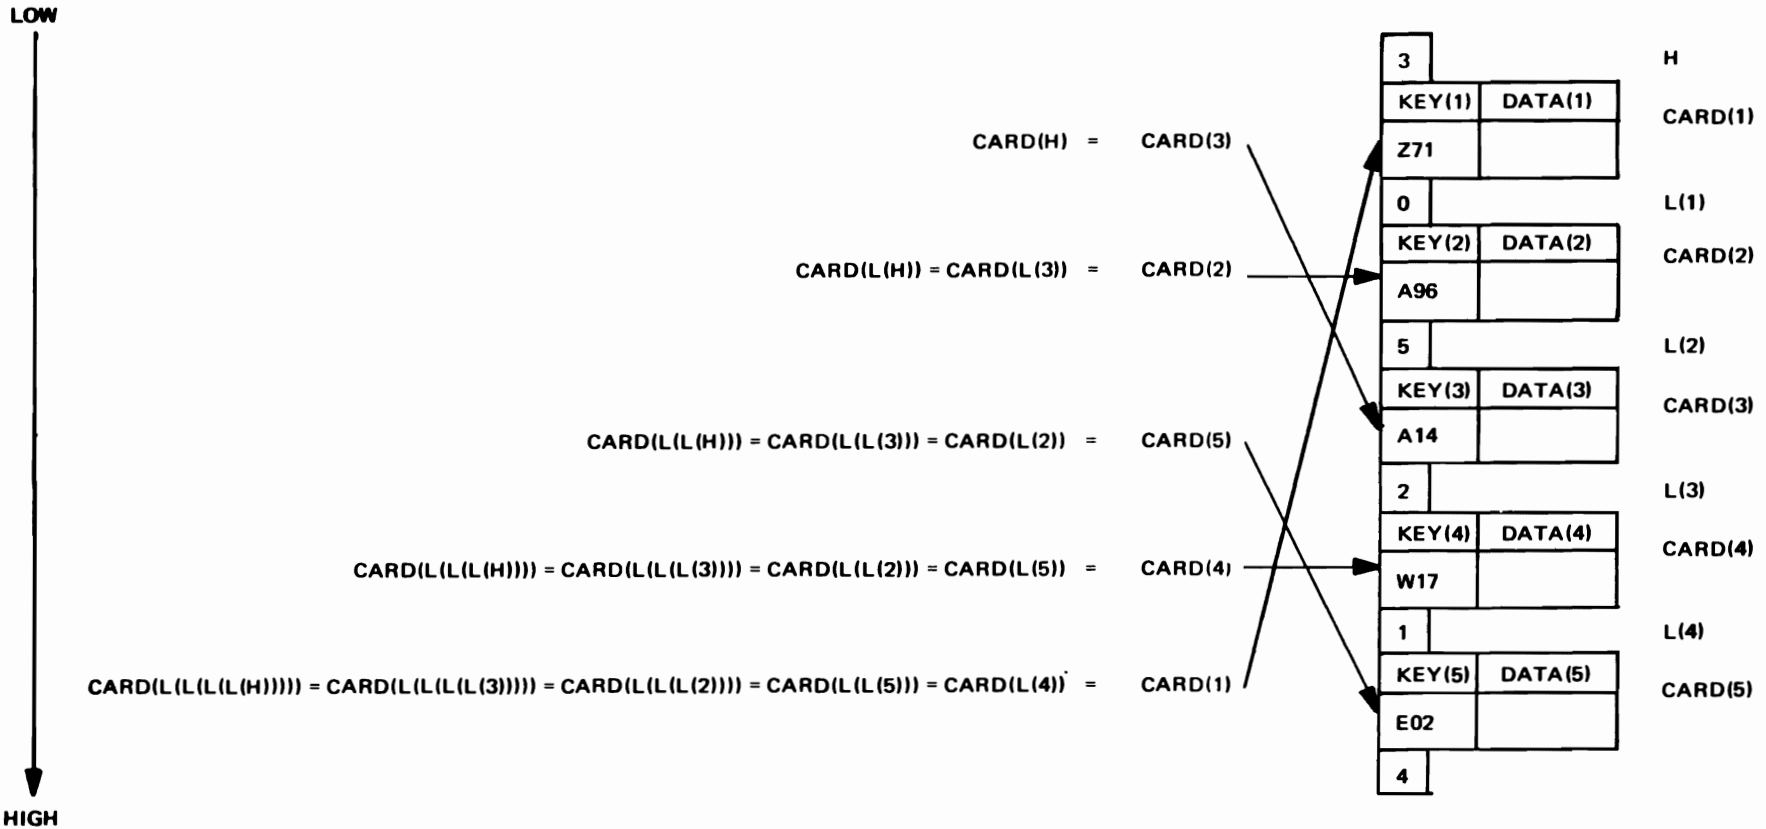 LOW
3 H
KEY(1) DATA(1) CARD(1)
CARD(H) = CARD(3)
Z71
0 L(1)
KEY(2) DATA(2) CARD(2)
CARD(L(H)) = CARD(L(3)) = CARD(2)
A96
5 L(2)
KEY(3) DATA(3) CARD(3)
CARD(L(L(H))) = CARD(L(L(3))) = CARD(L(2)) = CARD(5)
A14
2 L(3)
KEY(4) DATA(4) CARD(4)
CARD(L(L(L(H)))) = CARD(L(L(L(3)))) = CARD(L(L(2))) = CARD(L(5)) = CARD(4)
W17
1 L(4)
KEY(5) DATA(5) CARD(5)
CARD(L(L(L(L(H))))) = CARD(L(L(L(L(3))))) = CARD(L(L(L(2)))) = CARD(L(L(5))) = CARD(L(4)) = CARD(1)
E02
4
HIGH